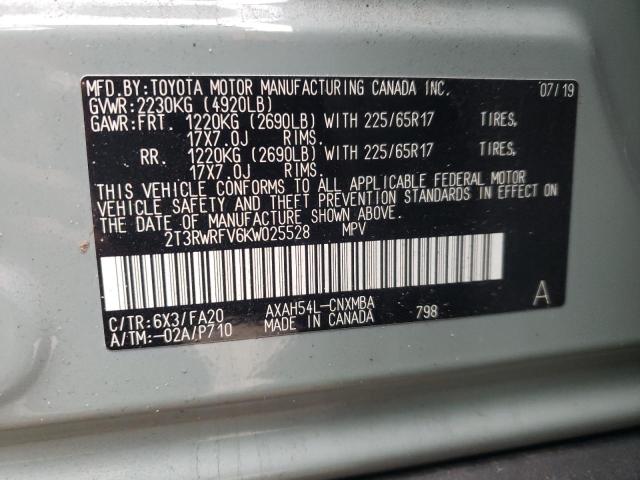 MFD.BY:TOYOTA MOTOR MANUFACTURING CANADA INC. 07/19
GVWR:2230KG (4920LB)
GAWR:FRT. 1220KG (2690LB) WITH 225/65R17 TIRES,
17X7.0J RIMS.
RR. 1220KG (2690LB) WITH 225/65R17 TIRES,
17X7.0J RIMS.
THIS VEHICLE CONFORMS TO ALL APPLICABLE FEDERAL MOTOR
VEHICLE SAFETY AND THEFT PREVENTION STANDARDS IN EFFECT ON
THE DATE OF MANUFACTURE SHOWN ABOVE.
2T3RWRFV6KW025528 MPV
C/TR:6X3/FA20 AXAH54L-CNXMBA A
A/TM:-02A/P710 MADE IN CANADA 798